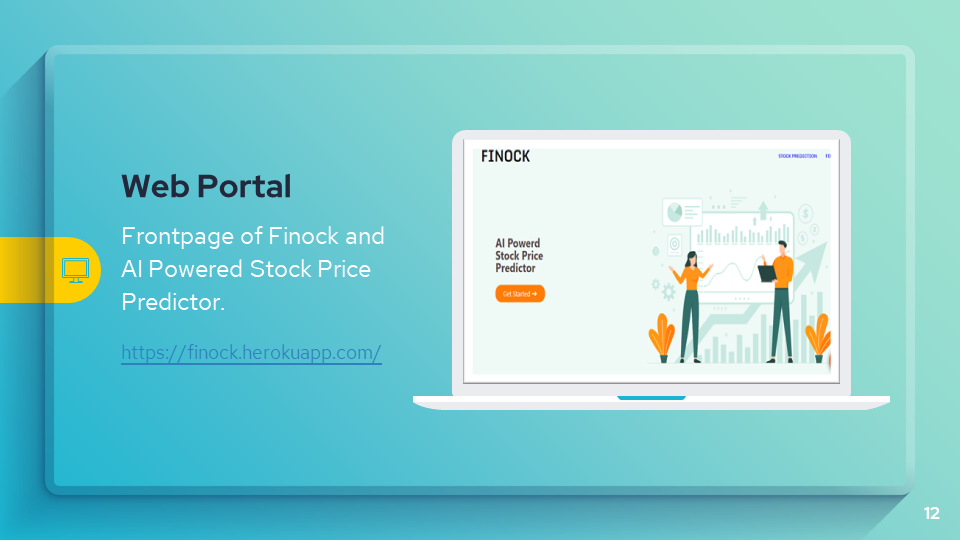 Web Portal
Frontpage of Finock and
AI Powered Stock Price
Predictor.
https://finock.herokuapp.com/
FINOCK
STOCK PREDICTION FO
AI Powerd
Stock Price
Predictor
Get Started →
12